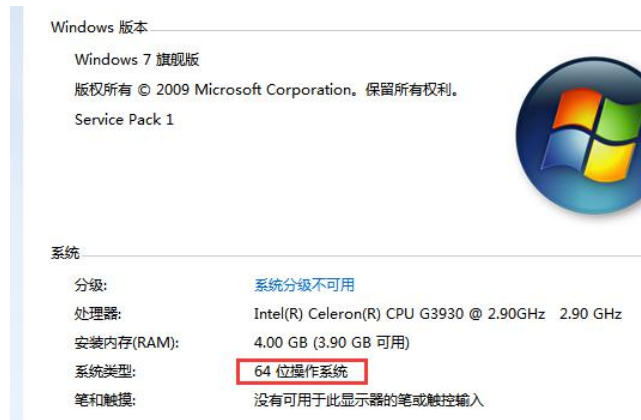 Windows 版本
Windows 7 旗舰版
版权所有 © 2009 Microsoft Corporation。保留所有权利。
Service Pack 1
系统
分级: 系统分级不可用
处理器: Intel(R) Celeron(R) CPU G3930 @ 2.90GHz 2.90 GHz
安装内存(RAM): 4.00 GB (3.90 GB 可用)
系统类型: 64 位操作系统
笔和触摸: 没有可用于此显示器的笔或触控输入